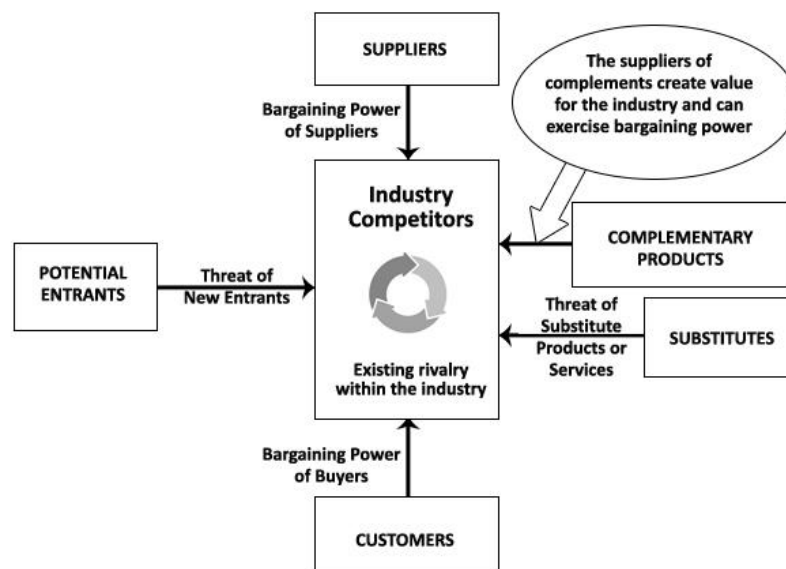 SUPPLIERS
The suppliers of
complements create value
for the industry and can
exercise bargaining power
Bargaining Power
of Suppliers
Industry
Competitors
COMPLEMENTARY
PRODUCTS
POTENTIAL
ENTRANTS
Threat of
New Entrants
Threat of
Substitute
Products or
Services
SUBSTITUTES
Existing rivalry
within the industry
Bargaining Power
of Buyers
CUSTOMERS